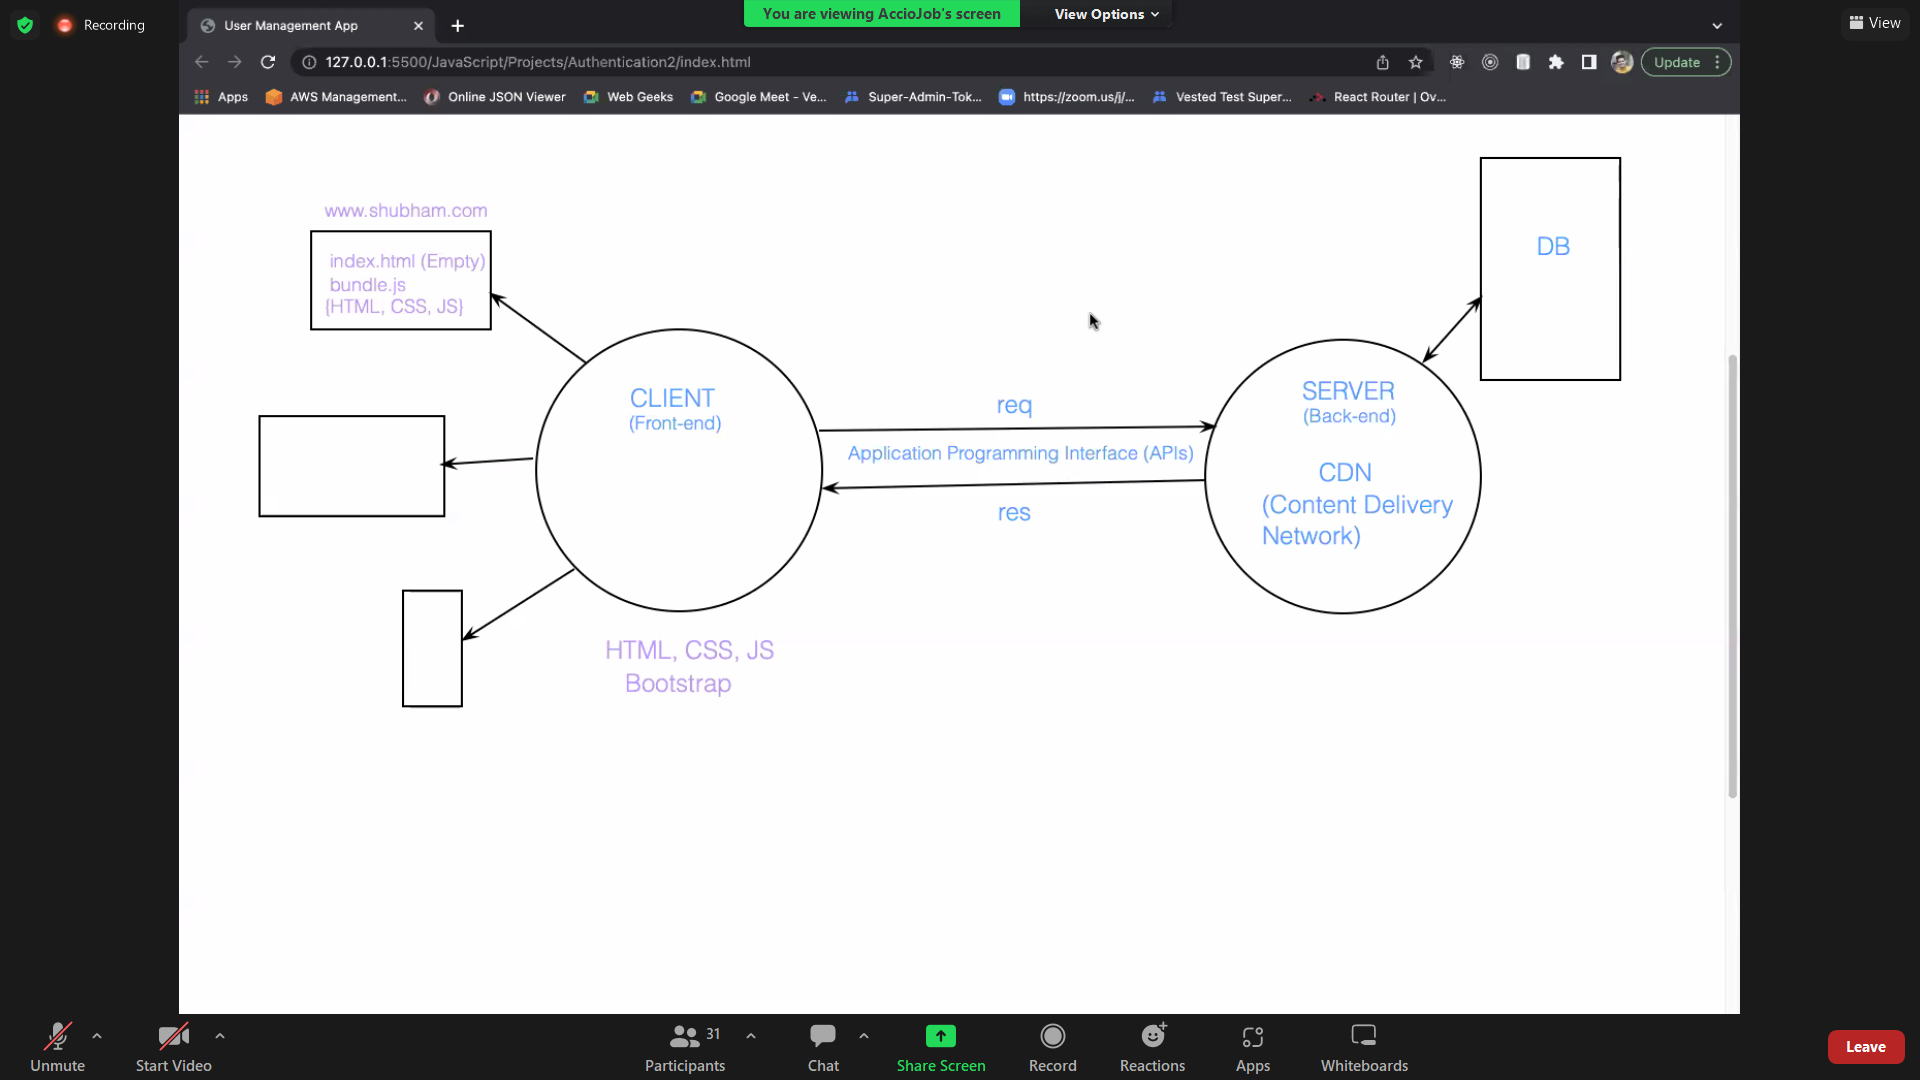 Recording
User Management App
You are viewing AccioJob's screen
View Options
View
127.0.0.1:5500/JavaScript/Projects/Authentication2/index.html
Update
Apps
AWS Management...
Online JSON Viewer
Web Geeks
Google Meet - Ve...
Super-Admin-Tok...
https://zoom.us/j/...
Vested Test Super...
React Router | Ov...
www.shubham.com
index.html (Empty)
bundle.js
{HTML, CSS, JS}
DB
CLIENT
(Front-end)
req
Application Programming Interface (APIs)
res
SERVER
(Back-end)
CDN
(Content Delivery
Network)
HTML, CSS, JS
Bootstrap
Unmute
Start Video
31
Participants
Chat
Share Screen
Record
Reactions
Apps
Whiteboards
Leave